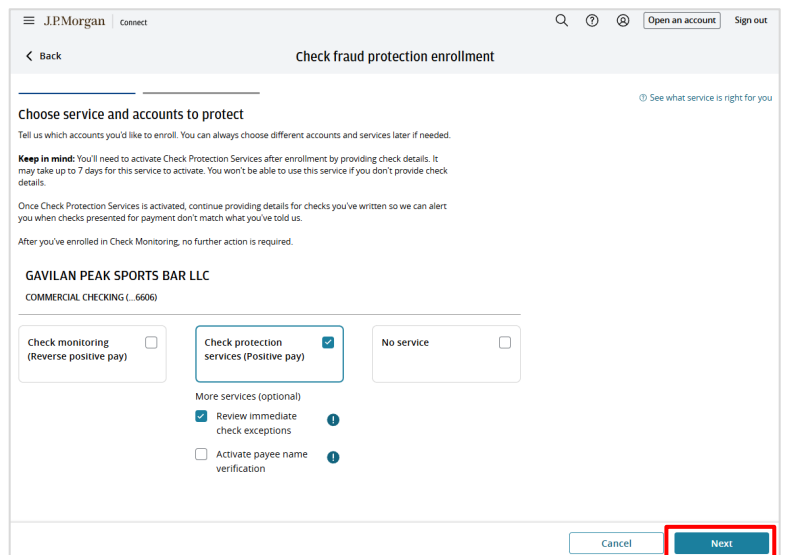 J.P.Morgan Connect Open an account Sign out
Back Check fraud protection enrollment
See what service is right for you
Choose service and accounts to protect
Tell us which accounts you'd like to enroll. You can always choose different accounts and services later if needed.
Keep in mind: You'll need to activate Check Protection Services after enrollment by providing check details. It
may take up to 7 days for this service to activate. You won't be able to use this service if you don't provide check
details.
Once Check Protection Services is activated, continue providing details for checks you've written so we can alert
you when checks presented for payment don't match what you've told us.
After you've enrolled in Check Monitoring, no further action is required.
GAVILAN PEAK SPORTS BAR LLC
COMMERCIAL CHECKING (...6606)
Check monitoring
(Reverse positive pay)
Check protection
services (Positive pay)
No service
More services (optional)
Review immediate
check exceptions
Activate payee name
verification
Cancel Next